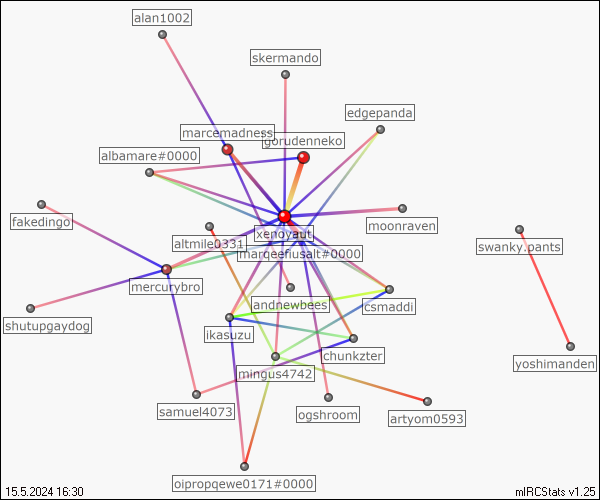 alan1002
skermando
edgepanda
marcemadness
gorudenneko
albamare#0000
fakedingo
moonraven
xenoyaut
swanky.pants
altmile0331
marqeefiusalt#0000
mercurybro
andnewbees
csmaddi
shutupgaydog
ikasuzu
chunkzter
yoshimanden
mingus4742
samuel4073
ogshroom
artyom0593
oipropqewe0171#0000
15.5.2024 16:30
mIRCStats v1.25